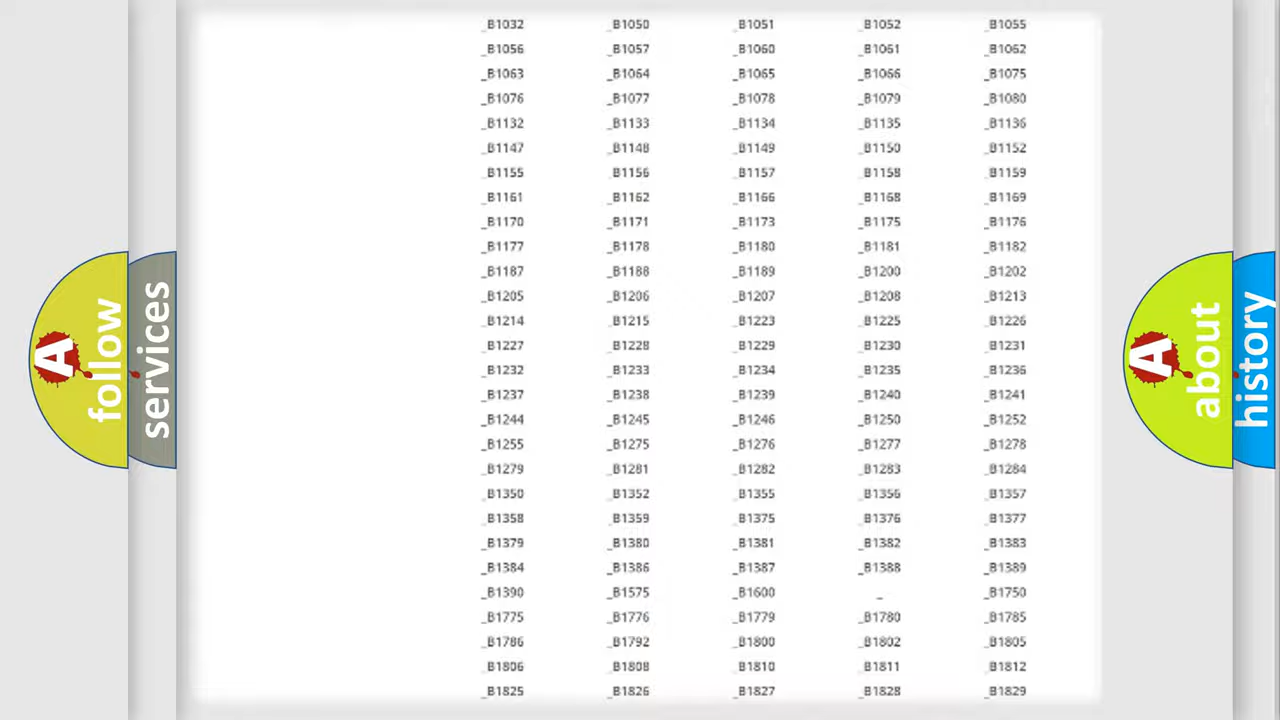 _B1032 _B1050 _B1051 _B1052 _B1055
_B1056 _B1057 _B1060 _B1061 _B1062
_B1063 _B1064 _B1065 _B1066 _B1075
_B1076 _B1077 _B1078 _B1079 _B1080
_B1132 _B1133 _B1134 _B1135 _B1136
_B1147 _B1148 _B1149 _B1150 _B1152
_B1155 _B1156 _B1157 _B1158 _B1159
_B1161 _B1162 _B1166 _B1168 _B1169
_B1170 _B1171 _B1173 _B1175 _B1176
_B1177 _B1178 _B1180 _B1181 _B1182
_B1187 _B1188 _B1189 _B1200 _B1202
_B1205 _B1206 _B1207 _B1208 _B1213
_B1214 _B1215 _B1223 _B1225 _B1226
_B1227 _B1228 _B1229 _B1230 _B1231
_B1232 _B1233 _B1234 _B1235 _B1236
_B1237 _B1238 _B1239 _B1240 _B1241
_B1244 _B1245 _B1246 _B1250 _B1252
_B1255 _B1275 _B1276 _B1277 _B1278
_B1279 _B1281 _B1282 _B1283 _B1284
_B1350 _B1352 _B1355 _B1356 _B1357
_B1358 _B1359 _B1375 _B1376 _B1377
_B1379 _B1380 _B1381 _B1382 _B1383
_B1384 _B1386 _B1387 _B1388 _B1389
_B1390 _B1575 _B1600 _ _B1750
_B1775 _B1776 _B1779 _B1780 _B1785
_B1786 _B1792 _B1800 _B1802 _B1805
_B1806 _B1808 _B1810 _B1811 _B1812
_B1825 _B1826 _B1827 _B1828 _B1829
A follow
services
A about
history